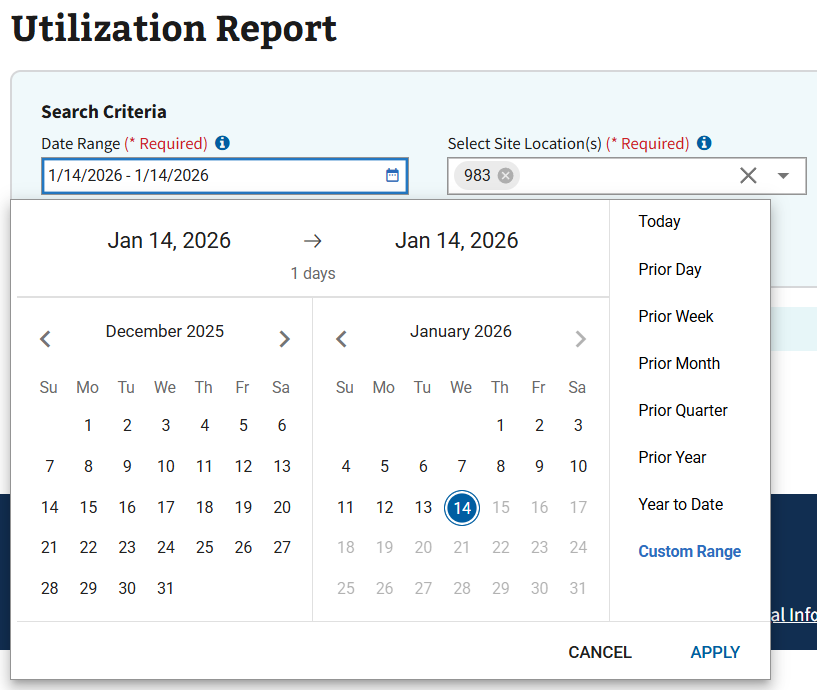 Utilization Report
Search Criteria
Date Range (* Required)
Select Site Location(s) (* Required)
1/14/2026 - 1/14/2026
983
Jan 14, 2026 → Jan 14, 2026
1 days
December 2025
Su Mo Tu We Th Fr Sa
1 2 3 4 5 6
7 8 9 10 11 12 13
14 15 16 17 18 19 20
21 22 23 24 25 26 27
28 29 30 31
January 2026
Su Mo Tu We Th Fr Sa
1 2 3
4 5 6 7 8 9 10
11 12 13 14 15 16 17
18 19 20 21 22 23 24
25 26 27 28 29 30 31
Today
Prior Day
Prior Week
Prior Month
Prior Quarter
Prior Year
Year to Date
Custom Range
al Info
CANCEL
APPLY